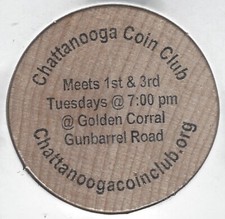 Chattanooga Coin Club
Meets 1st & 3rd
Tuesdays @ 7:00 pm
@ Golden Corral
Gunbarrel Road
Chattanoogacoinclub.org